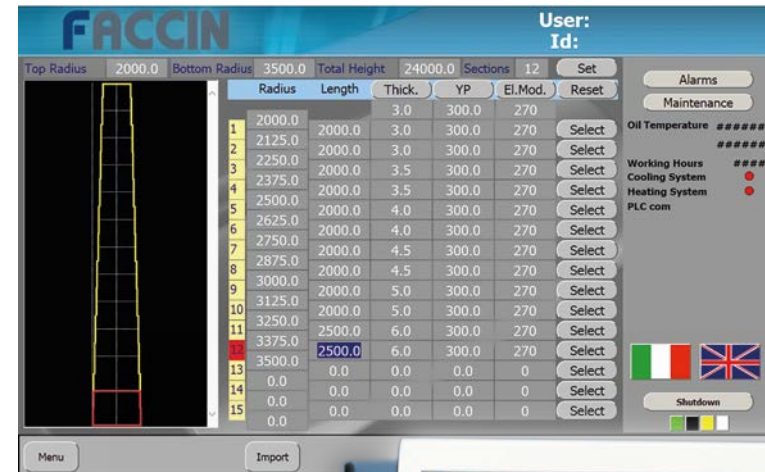 FACCIN
User:
Id:
Top Radius 2000.0 Bottom Radius 3500.0 Total Height 24000.0 Sections 12 Set
Radius Length Thick. YP El.Mod. Reset
3.0 300.0 270
2000.0
1 2000.0 3.0 300.0 270 Select
2125.0
2 2000.0 3.0 300.0 270 Select
2250.0
3 2000.0 3.5 300.0 270 Select
2375.0
4 2000.0 3.5 300.0 270 Select
2500.0
5 2000.0 4.0 300.0 270 Select
2625.0
6 2000.0 4.0 300.0 270 Select
2750.0
7 2000.0 4.5 300.0 270 Select
2875.0
8 2000.0 4.5 300.0 270 Select
3000.0
9 2000.0 5.0 300.0 270 Select
3125.0
10 2000.0 5.0 300.0 270 Select
3250.0
11 2500.0 6.0 300.0 270 Select
3375.0
12 2500.0 6.0 300.0 270 Select
3500.0
13 0.0 0.0 0.0 0 Select
0.0
14 0.0 0.0 0.0 0 Select
0.0
15 0.0 0.0 0.0 0 Select
0.0
Alarms
Maintenance
Oil Temperature ######
######
Working Hours ####
Cooling System
Heating System
PLC com
Shutdown
Menu
Import